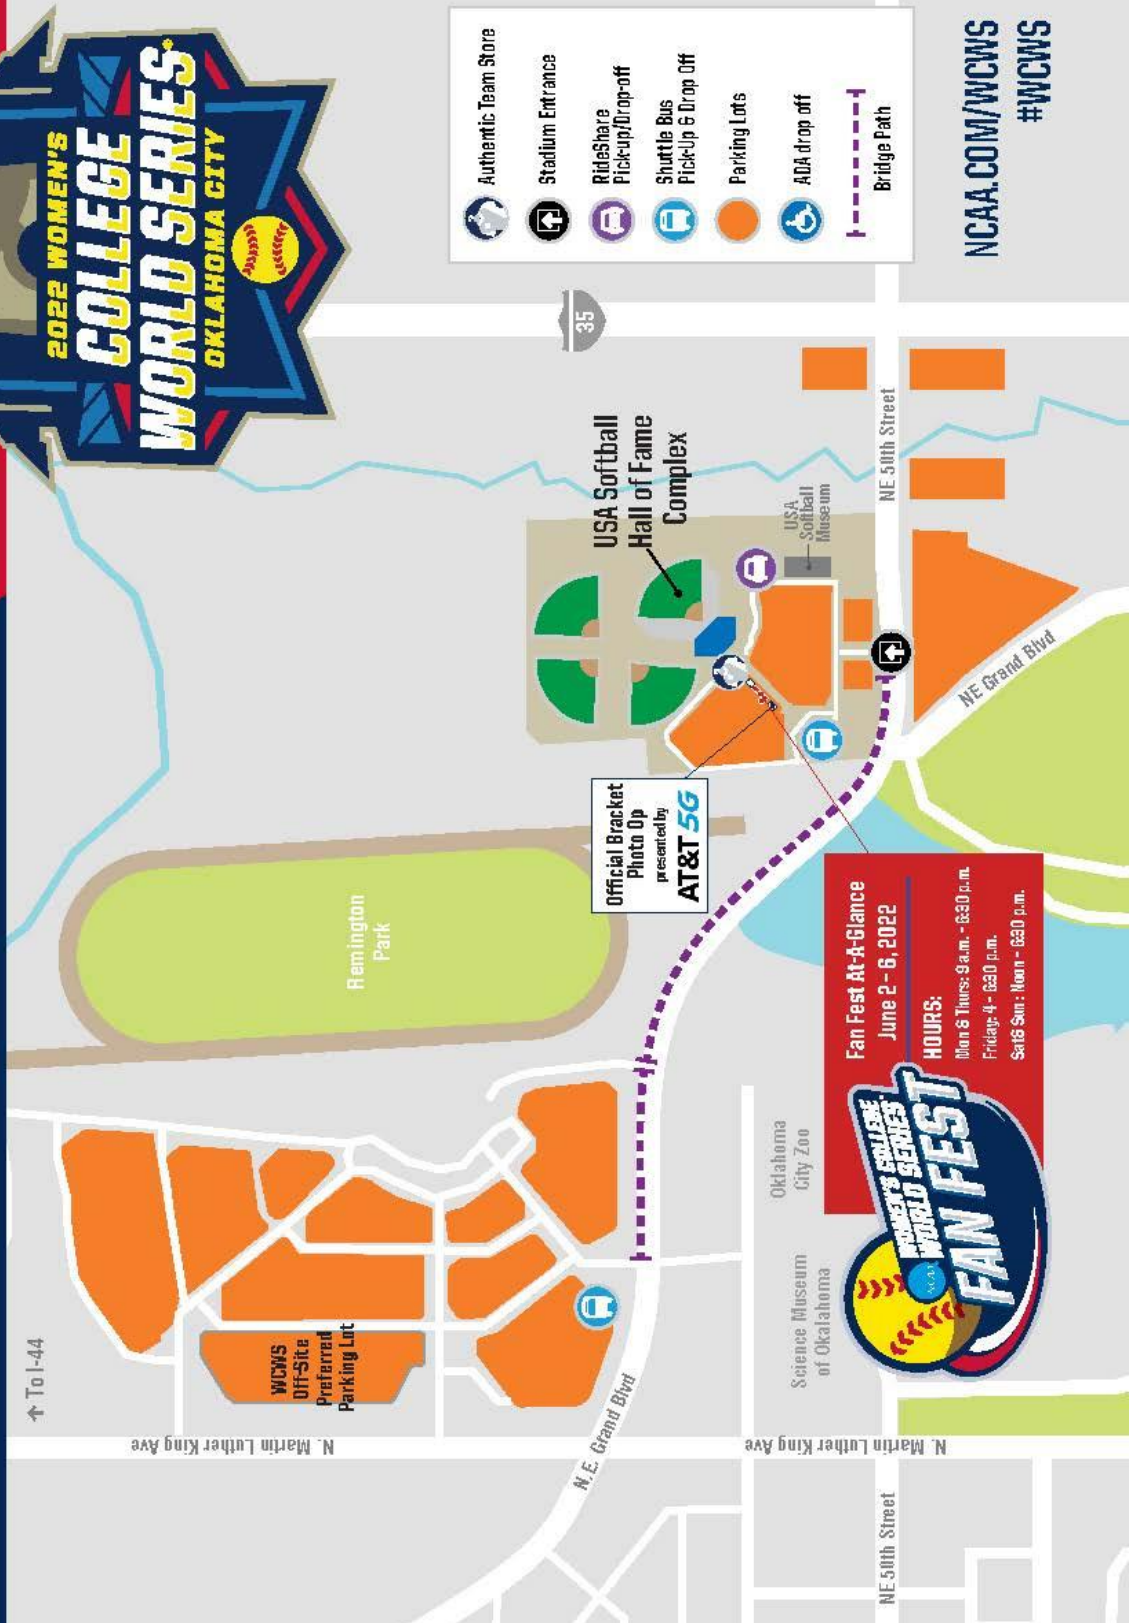 2022 WOMEN'S
COLLEGE
WORLD SERIES
OKLAHOMA CITY
Authentic Team Store
Stadium Entrance
RideShare
Pick-up/Drop-off
Shuttle Bus
Pick-Up & Drop Off
Parking Lots
ADA drop off
Bridge Path
NCAA.COM/WCWS
#WCWS
35
USA Softball
Hall of Fame
Complex
USA
Softball
Museum
NE 50th Street
NE Grand Blvd
Official Bracket
Photo Op
presented by
AT&T 5G
Remington
Park
Fan Fest At-A-Glance
June 2 - 6, 2022
HOURS:
Mon & Thurs: 9 a.m. - 6:30 p.m.
Friday: 4 - 6:30 p.m.
Sat& Sun: Noon - 6:30 p.m.
NCAA
WOMEN'S COLLEGE
WORLD SERIES
FAN FEST
Oklahoma
City Zoo
Science Museum
of Okalahoma
WCWS
Off-Site
Preferred
Parking Lot
↑ To I-44
N. Martin Luther King Ave
N.E. Grand Blvd
N. Martin Luther King Ave
NE 50th Street